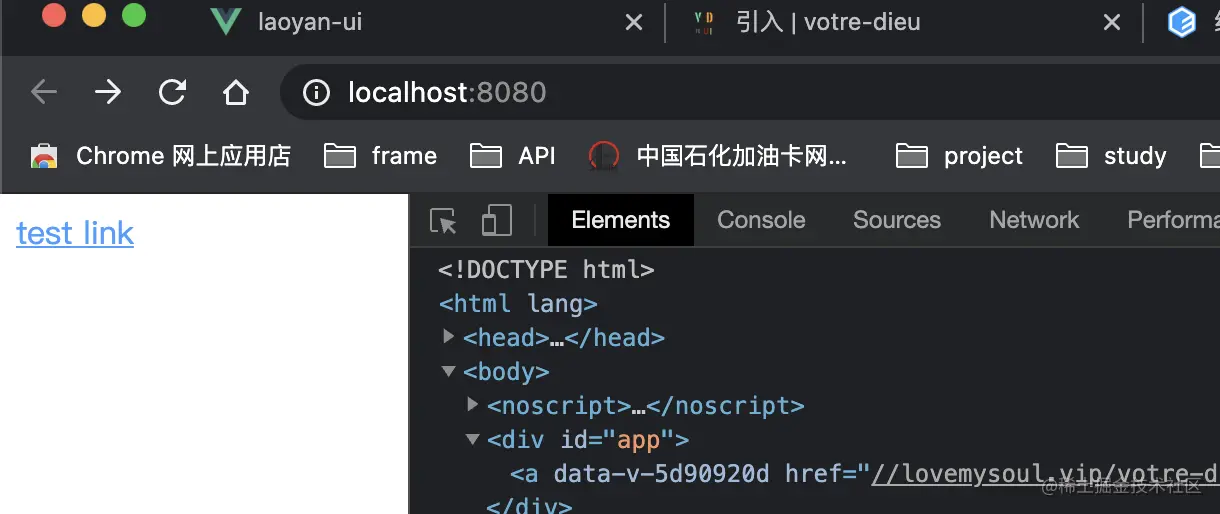 laoyan-ui
引入 | votre-dieu
localhost:8080
Chrome 网上应用店 frame API 中国石化加油卡网... project study
test link
Elements Console Sources Network Performa
<!DOCTYPE html>
<html lang>
<head>…</head>
<body>
<noscript>…</noscript>
<div id="app">
<a data-v-5d90920d href="//lovemysoul.vip/votre-d
@稀土掘金技术社区
</div>